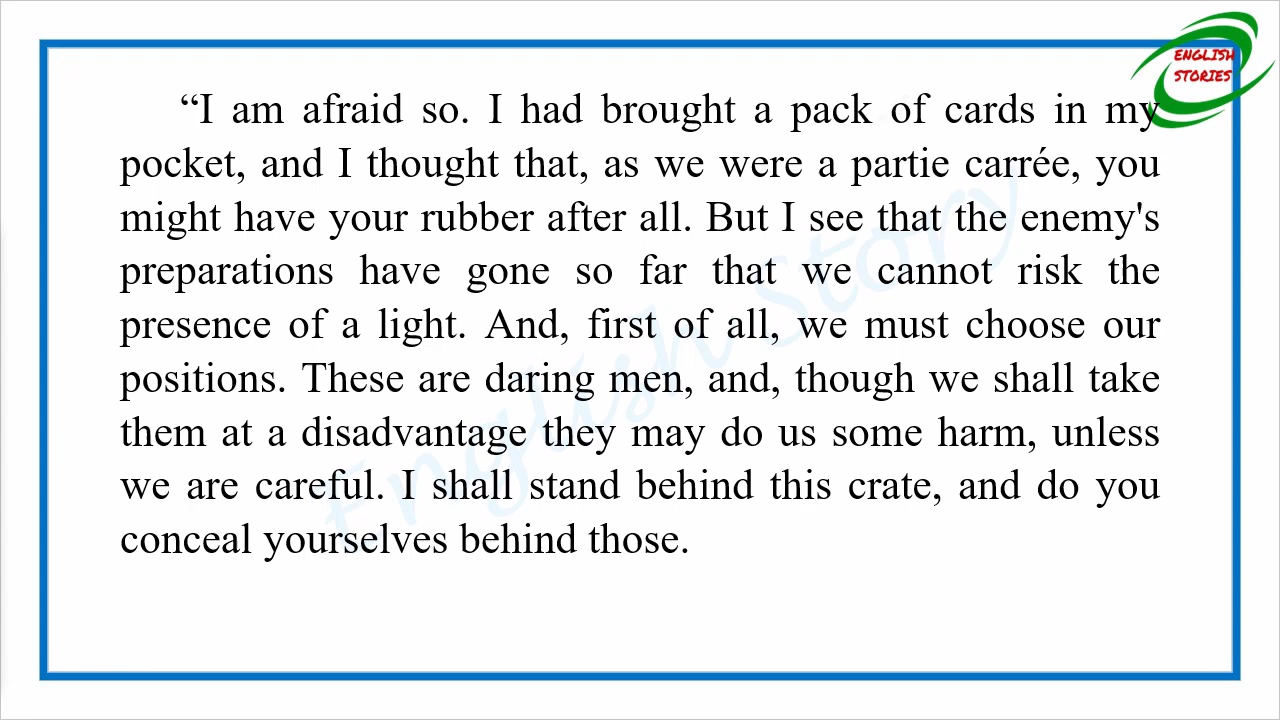 ENGLISH
STORIES
“I am afraid so. I had brought a pack of cards in my
pocket, and I thought that, as we were a partie carrée, you
might have your rubber after all. But I see that the enemy's
preparations have gone so far that we cannot risk the
presence of a light. And, first of all, we must choose our
positions. These are daring men, and, though we shall take
them at a disadvantage they may do us some harm, unless
we are careful. I shall stand behind this crate, and do you
conceal yourselves behind those.
English Story